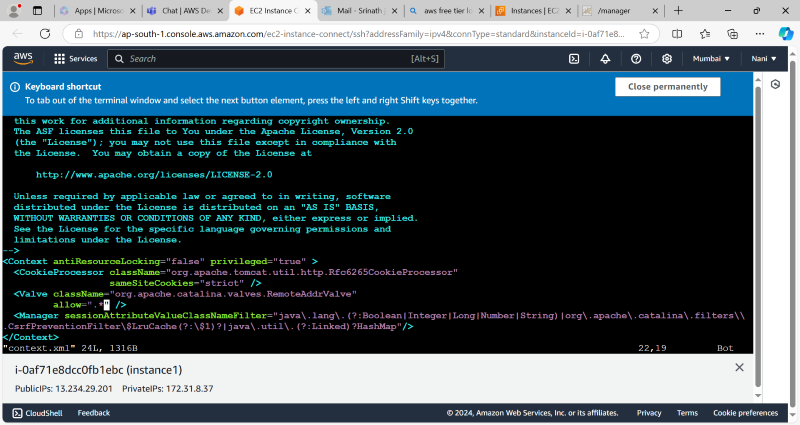 Apps | Microso
Chat | AWS De
EC2 Instance C
Mail - Srinath j
aws free tier lo
Instances | EC2
/manager
https://ap-south-1.console.aws.amazon.com/ec2-instance-connect/ssh?addressFamily=ipv4&connType=standard&instanceId=i-0af71e8...
aws
Services
Search
[Alt+S]
Mumbai
Nani
Keyboard shortcut
Close permanently
To tab out of the terminal window and select the next button element, press the left and right Shift keys together.
this work for additional information regarding copyright ownership.
The ASF licenses this file to You under the Apache License, Version 2.0
(the "License"); you may not use this file except in compliance with
the License.  You may obtain a copy of the License at
http://www.apache.org/licenses/LICENSE-2.0
Unless required by applicable law or agreed to in writing, software
distributed under the License is distributed on an "AS IS" BASIS,
WITHOUT WARRANTIES OR CONDITIONS OF ANY KIND, either express or implied.
See the License for the specific language governing permissions and
limitations under the License.
-->
<Context antiResourceLocking="false" privileged="true" >
<CookieProcessor className="org.apache.tomcat.util.http.Rfc6265CookieProcessor"
sameSiteCookies="strict" />
<Valve className="org.apache.catalina.valves.RemoteAddrValve"
allow=".*" />
<Manager sessionAttributeValueClassNameFilter="java\.lang\.(?:Boolean|Integer|Long|Number|String)|org\.apache\.catalina\.filters\\
.CsrfPreventionFilter\$LruCache(?:\$1)?|java\.util\.(?:Linked)?HashMap"/>
</Context>
"context.xml" 24L, 1316B
22,19
Bot
i-0af71e8dcc0fb1ebc (instance1)
PublicIPs: 13.234.29.201
PrivateIPs: 172.31.8.37
CloudShell
Feedback
© 2024, Amazon Web Services, Inc. or its affiliates.
Privacy
Terms
Cookie preferences